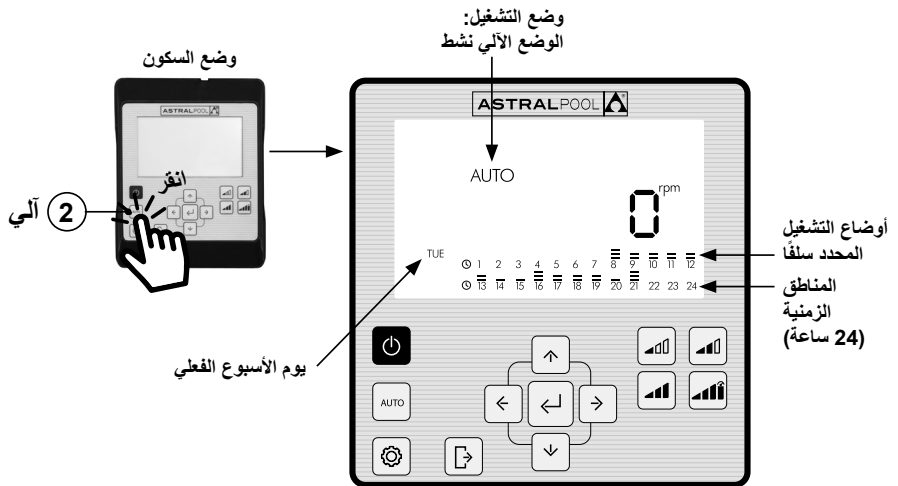 وضع التشغيل:
الوضع الآلي نشط
وضع السكون
ASTRALPOOL
ASTRALPOOL
انقر
2 آلي
AUTO
0 rpm
أوضاع التشغيل
المحدد سلفًا
TUE
1 2 3 4 5 6 7 8 9 10 11 12
13 14 15 16 17 18 19 20 21 22 23 24
المناطق
الزمنية
(24 ساعة)
يوم الأسبوع الفعلي
AUTO